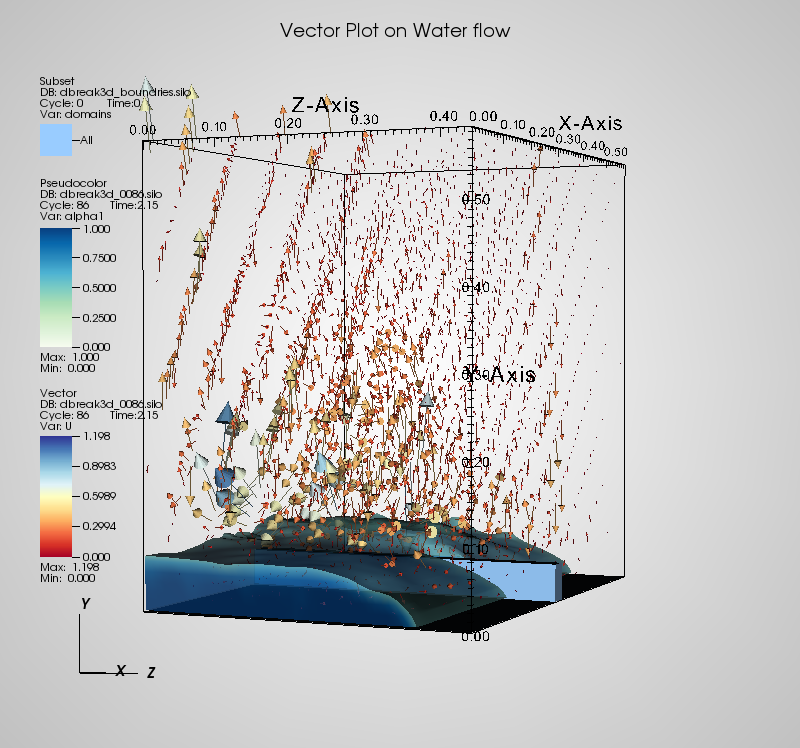 Vector Plot on Water flow
Subset
DB: dbreak3d_boundries.silo
Cycle: 0 Time:0
Var: domains
All
Pseudocolor
DB: dbreak3d_0086.silo
Cycle: 86 Time:2.15
Var: alpha1
1.000
0.7500
0.5000
0.2500
0.000
Max: 1.000
Min: 0.000
Vector
DB: dbreak3d_0086.silo
Cycle: 86 Time:2.15
Var: U
1.198
0.8983
0.5989
0.2994
0.000
Max: 1.198
Min: 0.000
Z-Axis
0.00 0.10 0.20 0.30 0.40
X-Axis
0.00 0.10 0.20 0.30 0.40 0.50
0.50
0.40
0.30
Y-Axis
0.20
0.10
0.00
Y
X Z